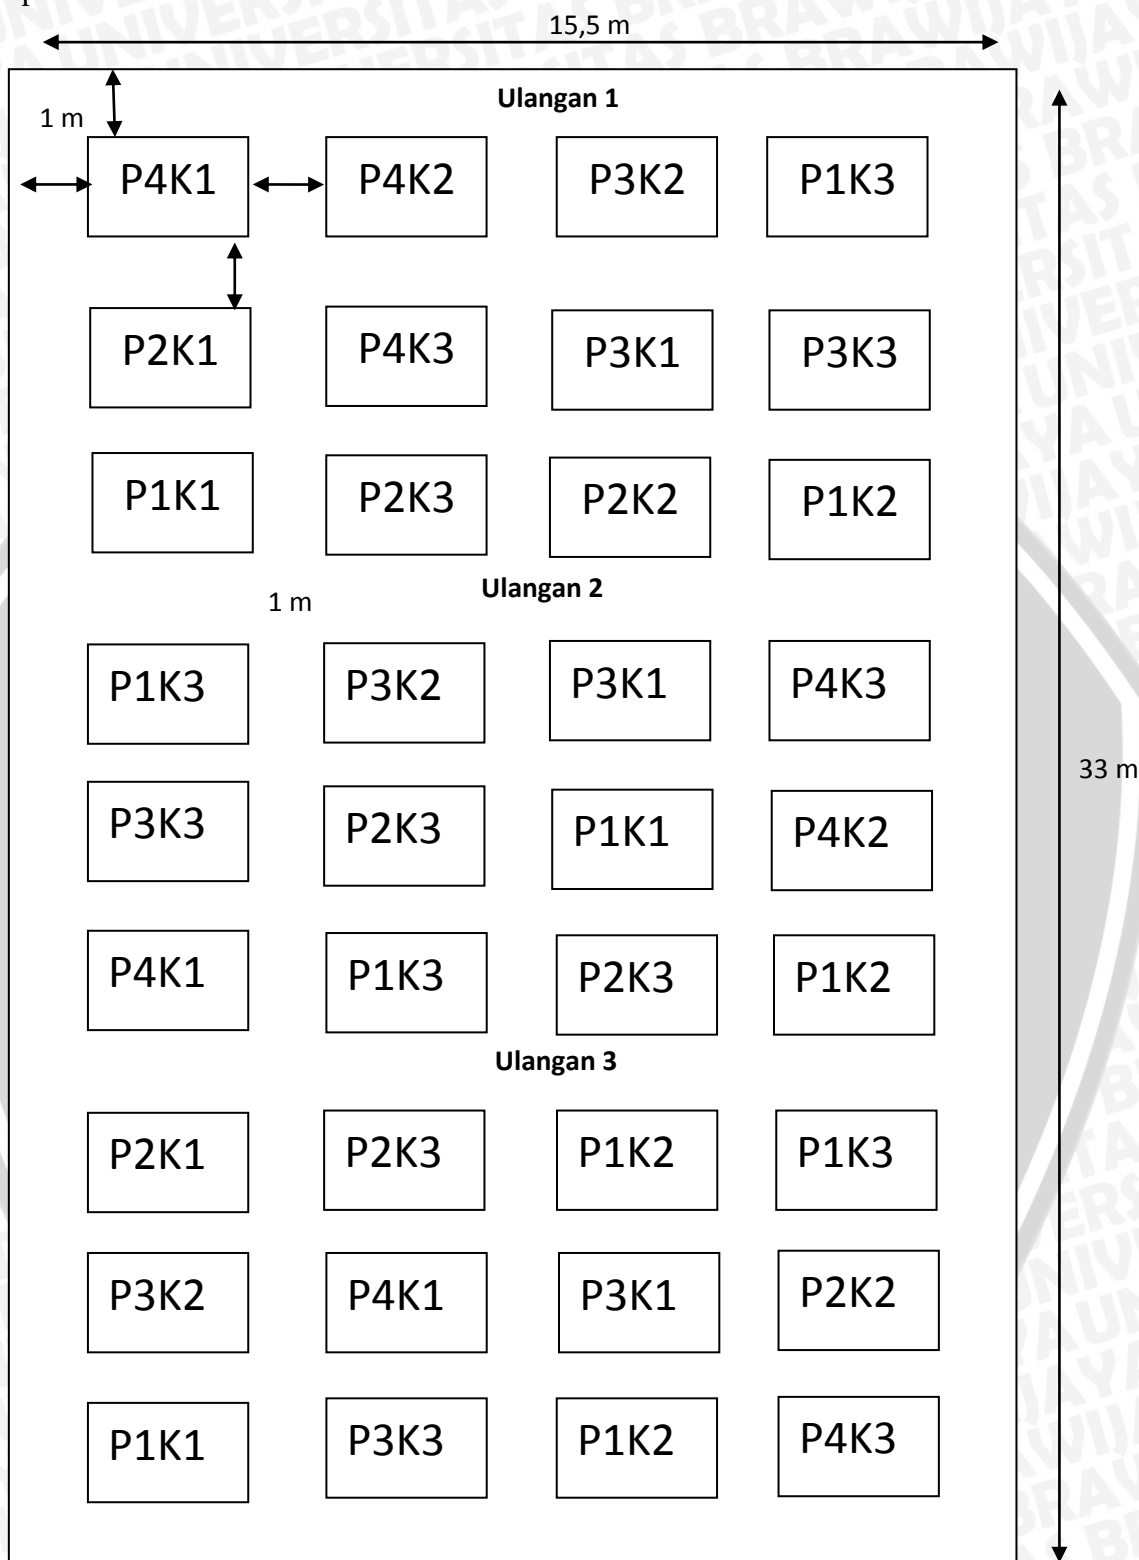 15,5 m
Ulangan 1
1 m
P4K1 P4K2 P3K2 P1K3
P2K1 P4K3 P3K1 P3K3
P1K1 P2K3 P2K2 P1K2
Ulangan 2
1 m
P1K3 P3K2 P3K1 P4K3
33 m
P3K3 P2K3 P1K1 P4K2
P4K1 P1K3 P2K3 P1K2
Ulangan 3
P2K1 P2K3 P1K2 P1K3
P3K2 P4K1 P3K1 P2K2
P1K1 P3K3 P1K2 P4K3